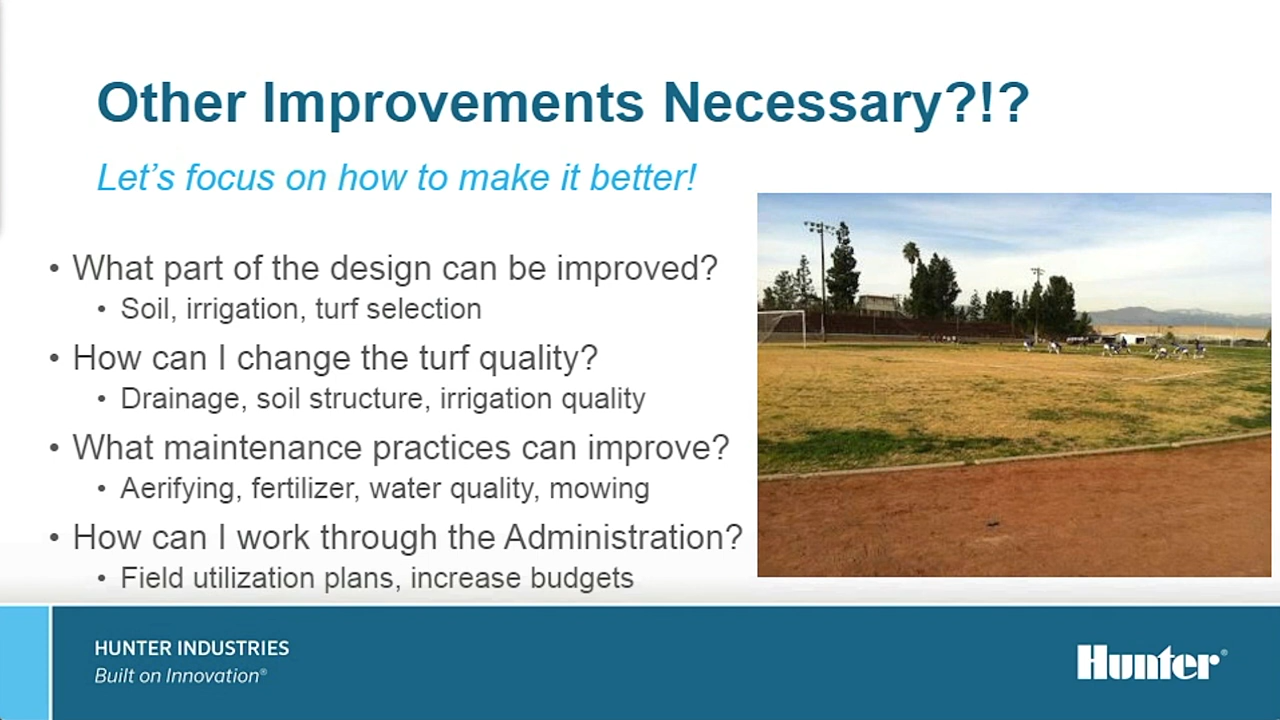 Other Improvements Necessary?!?
Let's focus on how to make it better!
• What part of the design can be improved?
• Soil, irrigation, turf selection
• How can I change the turf quality?
• Drainage, soil structure, irrigation quality
• What maintenance practices can improve?
• Aerifying, fertilizer, water quality, mowing
• How can I work through the Administration?
• Field utilization plans, increase budgets
HUNTER INDUSTRIES
Built on Innovation®
Hunter®